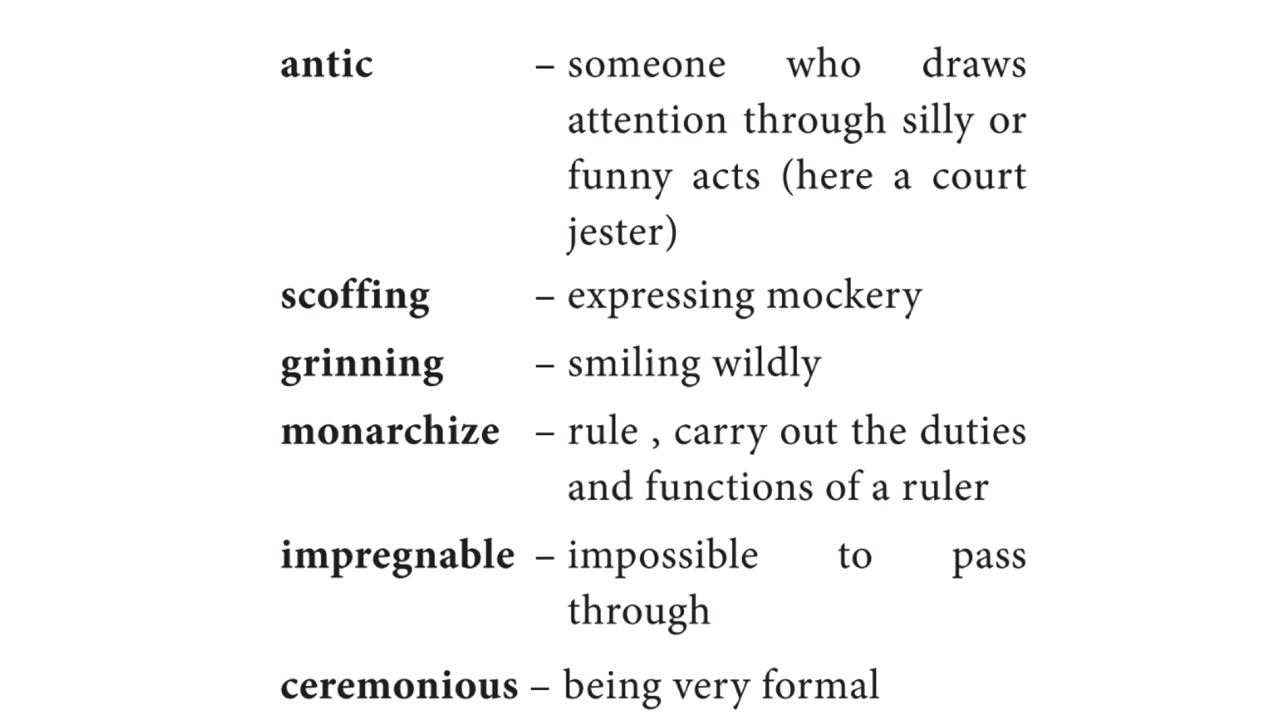 antic – someone who draws
attention through silly or
funny acts (here a court
jester)
scoffing – expressing mockery
grinning – smiling wildly
monarchize – rule , carry out the duties
and functions of a ruler
impregnable – impossible to pass
through
ceremonious – being very formal